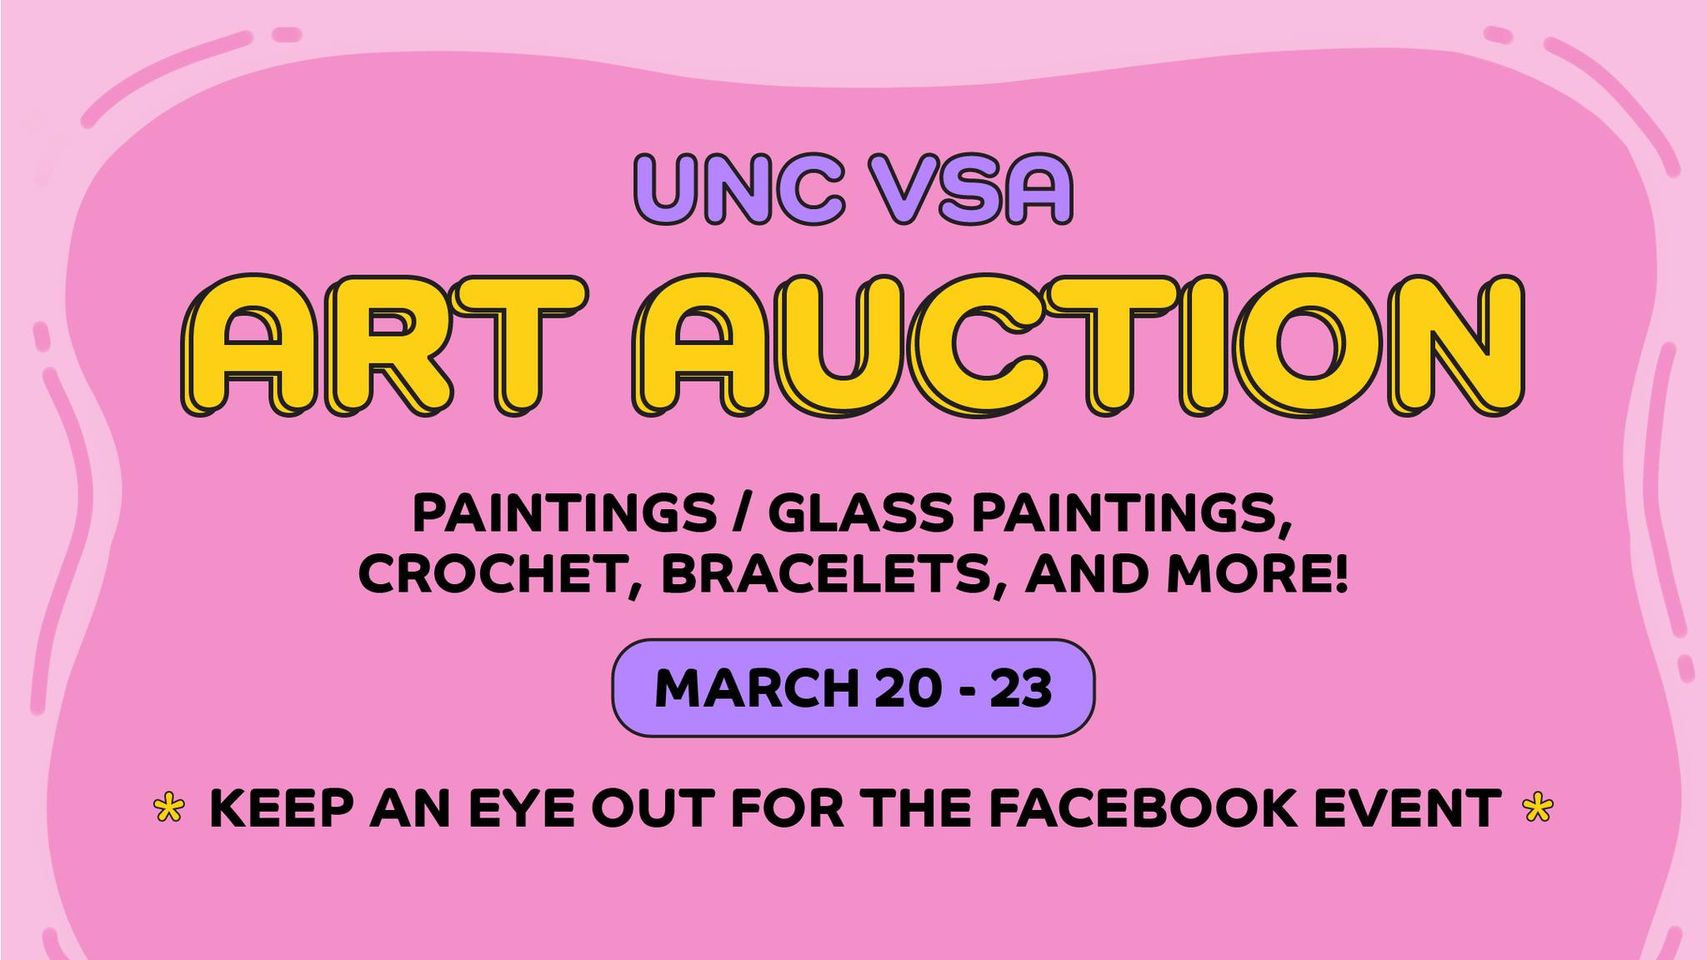 UNC VSA
ART AUCTION
PAINTINGS / GLASS PAINTINGS,
CROCHET, BRACELETS, AND MORE!
MARCH 20 - 23
* KEEP AN EYE OUT FOR THE FACEBOOK EVENT *